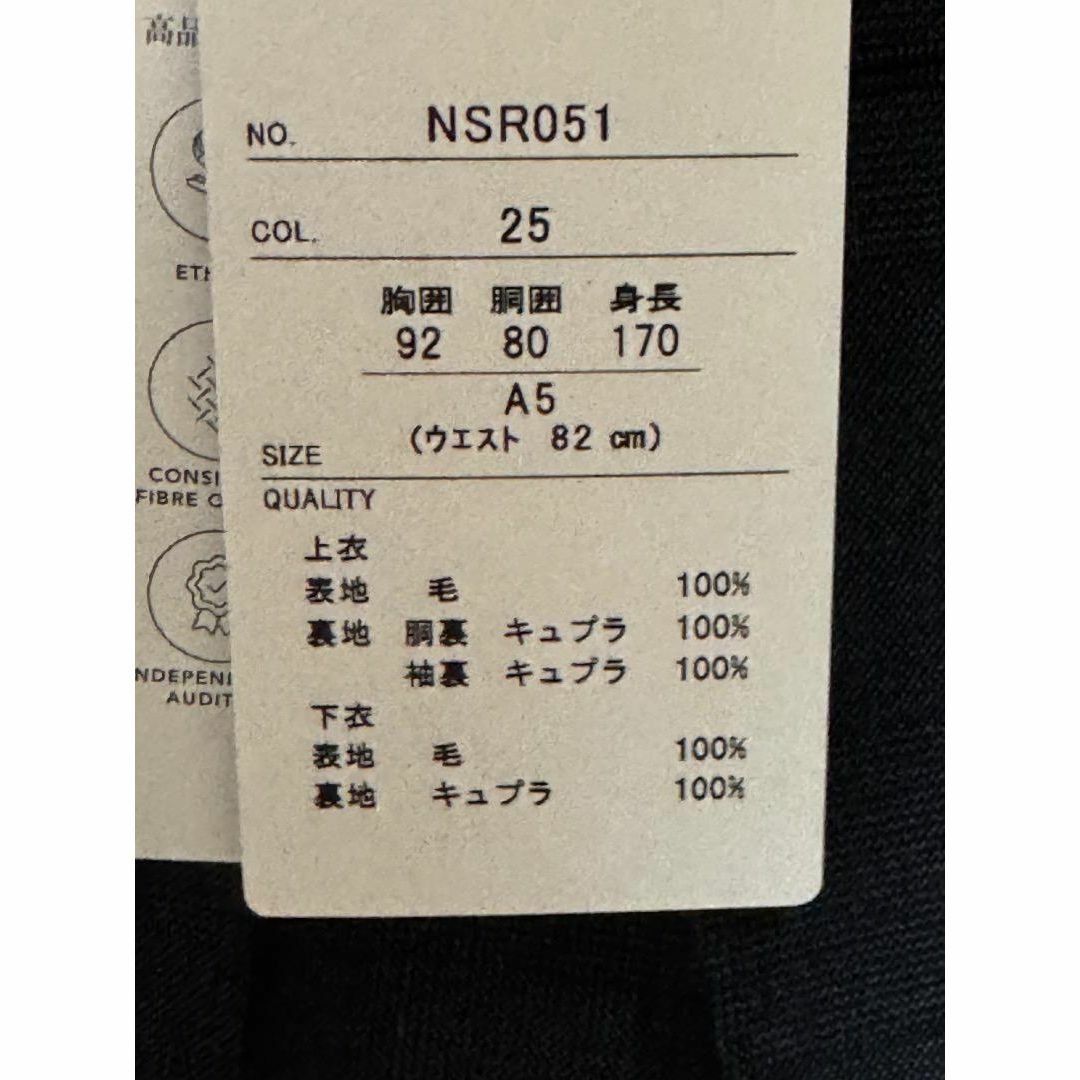 高品
ETH
CONSI
FIBRE
NDEPEN
AUDIT
NO. NSR051
COL. 25
胸囲 胴囲 身長
92 80 170
A5
(ウエスト 82 cm)
SIZE
QUALITY
上衣
表地 毛 100%
裏地 胴裏 キュプラ 100%
袖裏 キュプラ 100%
下衣
表地 毛 100%
裏地 キュプラ 100%